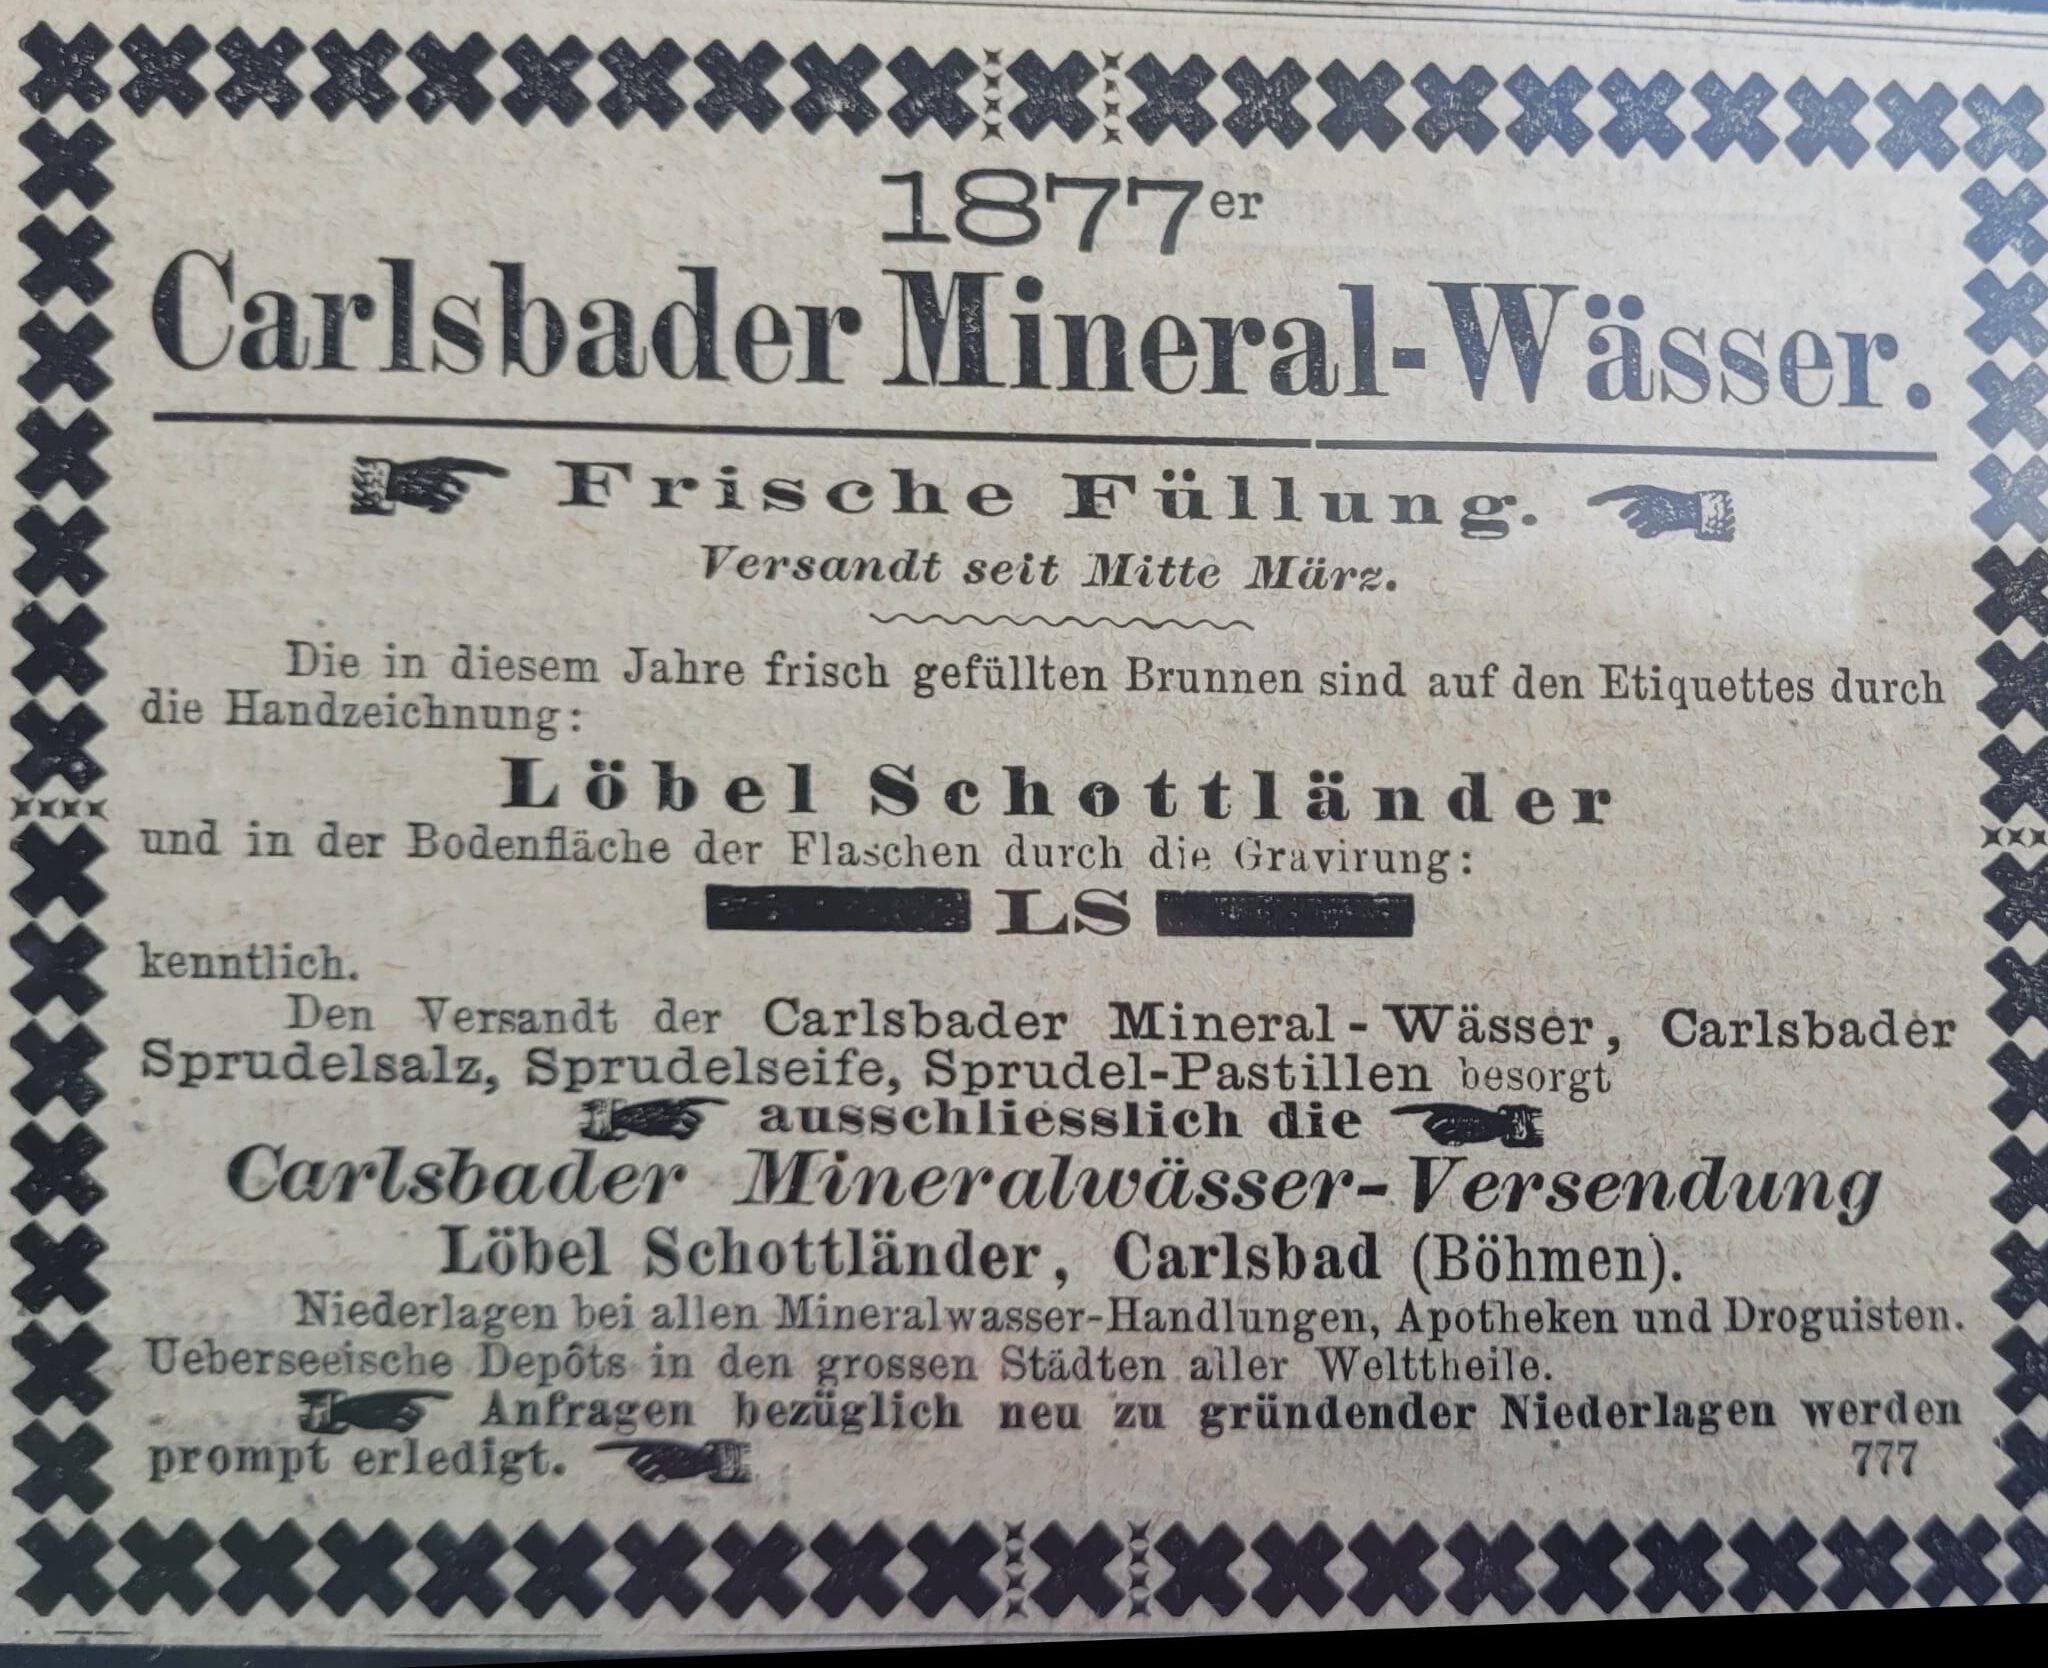 1877er
Carlsbader Mineral-Wässer.
Frische Füllung.
Versandt seit Mitte März.
Die in diesem Jahre frisch gefüllten Brunnen sind auf den Etiquettes durch
die Handzeichnung:
Löbel Schottländer
und in der Bodenfläche der Flaschen durch die Gravirung:
LS
kenntlich.
Den Versandt der Carlsbader Mineral-Wässer, Carlsbader
Sprudelsalz, Sprudelseife, Sprudel-Pastillen besorgt
ausschliesslich die
Carlsbader Mineralwässer-Versendung
Löbel Schottländer, Carlsbad (Böhmen).
Niederlagen bei allen Mineralwasser-Handlungen, Apotheken und Droguisten.
Ueberseeische Depôts in den grossen Städten aller Welttheile.
Anfragen bezüglich neu zu gründender Niederlagen werden
prompt erledigt. 777